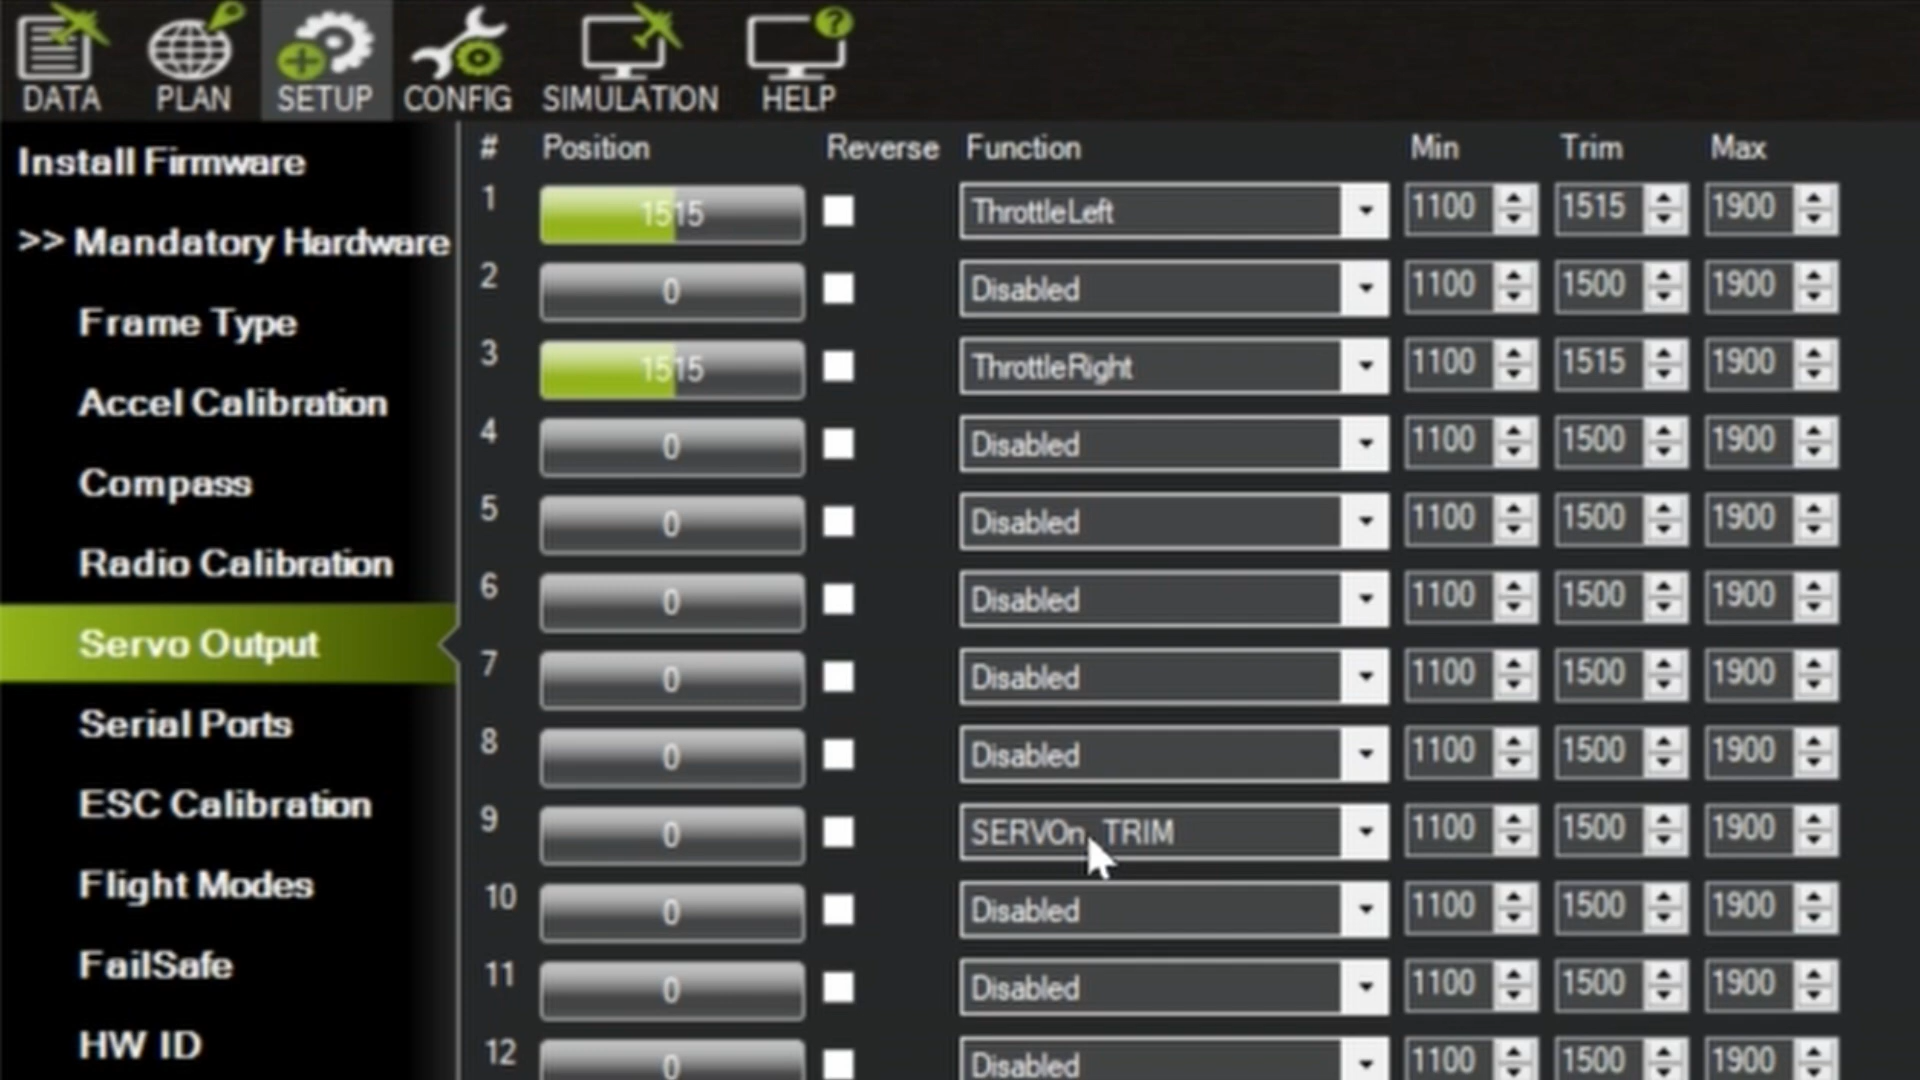 DATA PLAN SETUP CONFIG SIMULATION HELP
Install Firmware
>> Mandatory Hardware
Frame Type
Accel Calibration
Compass
Radio Calibration
Servo Output
Serial Ports
ESC Calibration
Flight Modes
FailSafe
HW ID
# Position Reverse Function Min Trim Max
1 1515 ThrottleLeft 1100 1515 1900
2 0 Disabled 1100 1500 1900
3 1515 ThrottleRight 1100 1515 1900
4 0 Disabled 1100 1500 1900
5 0 Disabled 1100 1500 1900
6 0 Disabled 1100 1500 1900
7 0 Disabled 1100 1500 1900
8 0 Disabled 1100 1500 1900
9 0 SERVOn_TRIM 1100 1500 1900
10 0 Disabled 1100 1500 1900
11 0 Disabled 1100 1500 1900
12 0 Disabled 1100 1500 1900